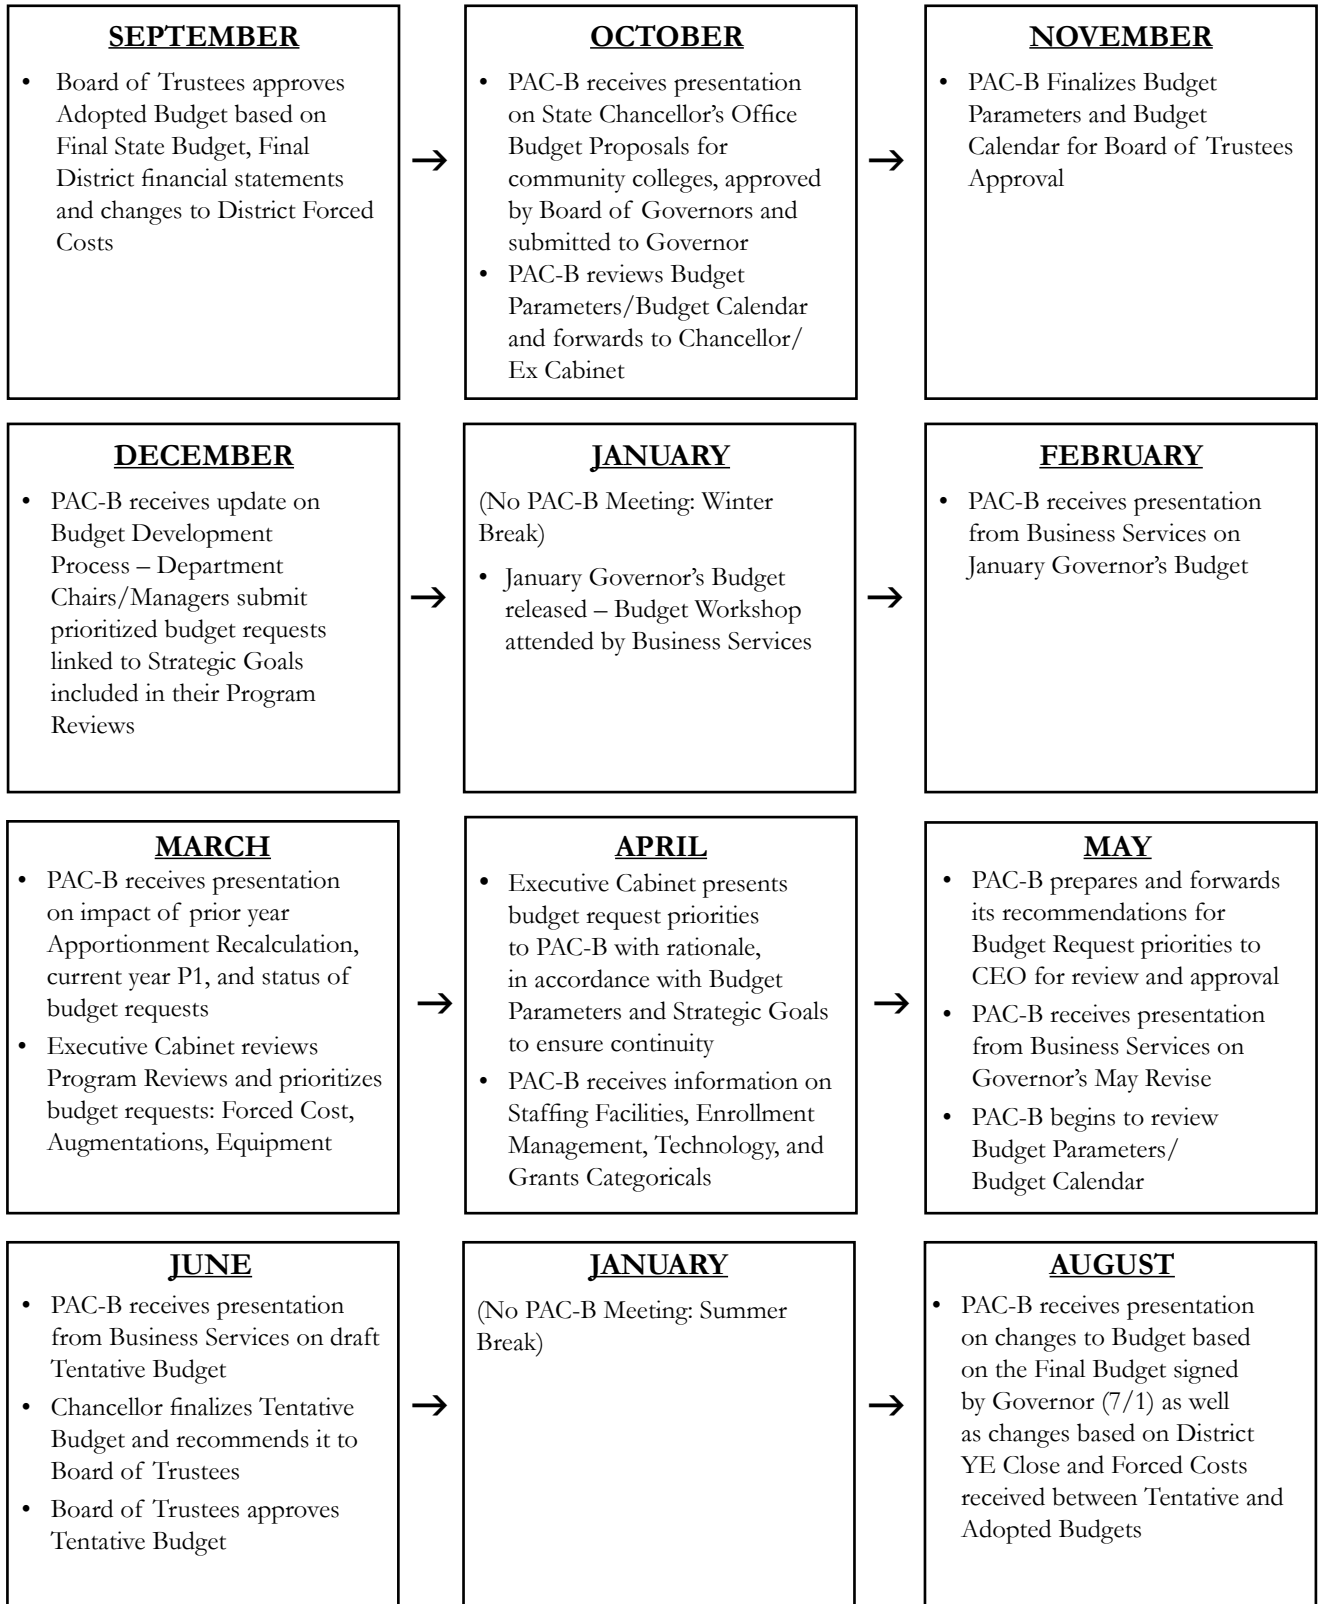 SEPTEMBER
• Board of Trustees approves
Adopted Budget based on
Final State Budget, Final
District financial statements
and changes to District Forced
Costs
OCTOBER
• PAC-B receives presentation
on State Chancellor's Office
Budget Proposals for
community colleges, approved
by Board of Governors and
submitted to Governor
• PAC-B reviews Budget
Parameters/Budget Calendar
and forwards to Chancellor/
Ex Cabinet
NOVEMBER
• PAC-B Finalizes Budget
Parameters and Budget
Calendar for Board of Trustees
Approval
DECEMBER
• PAC-B receives update on
Budget Development
Process – Department
Chairs/Managers submit
prioritized budget requests
linked to Strategic Goals
included in their Program
Reviews
JANUARY
(No PAC-B Meeting: Winter
Break)
• January Governor's Budget
released – Budget Workshop
attended by Business Services
FEBRUARY
• PAC-B receives presentation
from Business Services on
January Governor's Budget
MARCH
• PAC-B receives presentation
on impact of prior year
Apportionment Recalculation,
current year P1, and status of
budget requests
• Executive Cabinet reviews
Program Reviews and prioritizes
budget requests: Forced Cost,
Augmentations, Equipment
APRIL
• Executive Cabinet presents
budget request priorities
to PAC-B with rationale,
in accordance with Budget
Parameters and Strategic Goals
to ensure continuity
• PAC-B receives information on
Staffing Facilities, Enrollment
Management, Technology, and
Grants Categoricals
MAY
• PAC-B prepares and forwards
its recommendations for
Budget Request priorities to
CEO for review and approval
• PAC-B receives presentation
from Business Services on
Governor's May Revise
• PAC-B begins to review
Budget Parameters/
Budget Calendar
JUNE
• PAC-B receives presentation
from Business Services on draft
Tentative Budget
• Chancellor finalizes Tentative
Budget and recommends it to
Board of Trustees
• Board of Trustees approves
Tentative Budget
JANUARY
(No PAC-B Meeting: Summer
Break)
AUGUST
• PAC-B receives presentation
on changes to Budget based
on the Final Budget signed
by Governor (7/1) as well
as changes based on District
YE Close and Forced Costs
received between Tentative and
Adopted Budgets